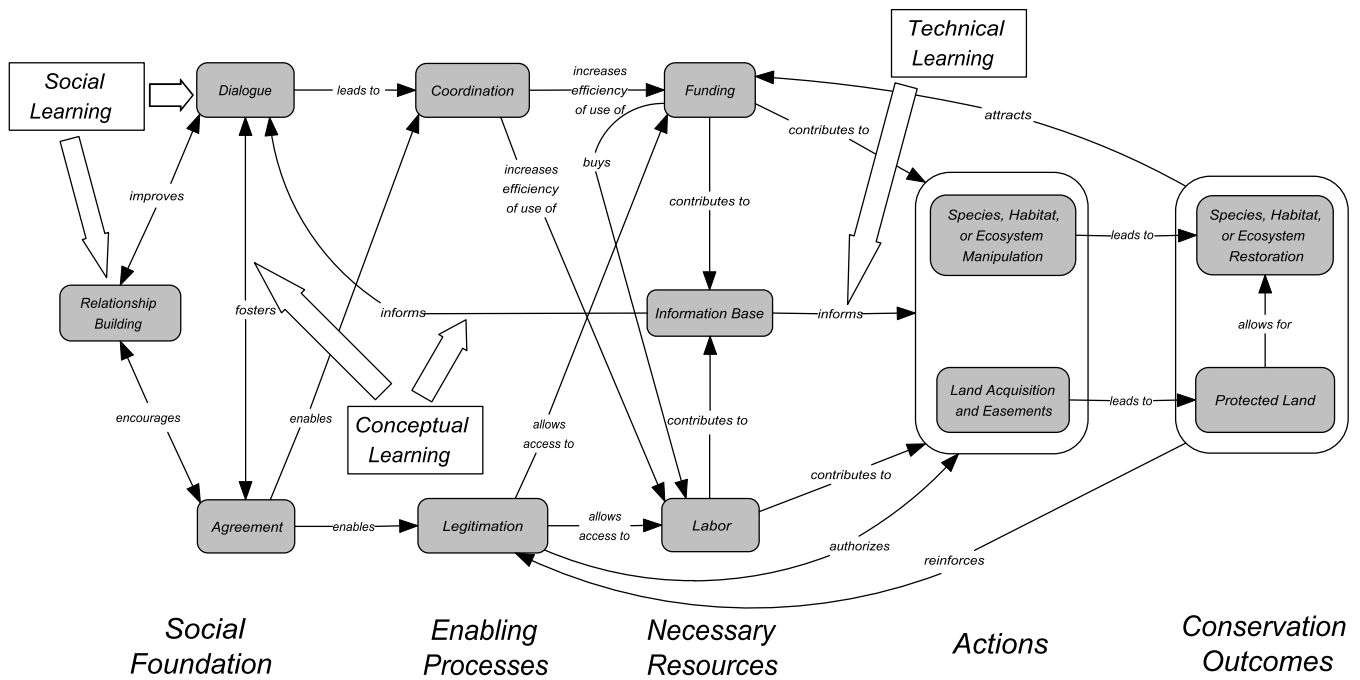 Technical
Learning
Social
Learning
Dialogue
leads to
Coordination
increases
efficiency
of use of
Funding
attracts
contributes to
buys
increases
efficiency
of use of
improves
contributes to
Species, Habitat,
or Ecosystem
Manipulation
leads to
Species, Habitat,
or Ecosystem
Restoration
Relationship
Building
fosters
informs
Information Base
informs
allows for
encourages
enables
Conceptual
Learning
allows
access to
contributes to
Land Acquisition
and Easements
leads to
Protected Land
contributes to
Agreement
enables
Legitimation
allows
access to
Labor
authorizes
reinforces
Social
Foundation
Enabling
Processes
Necessary
Resources
Actions
Conservation
Outcomes